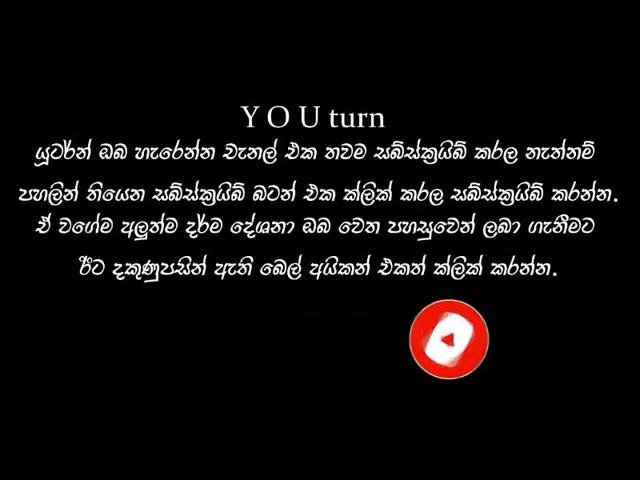 Y O U turn
යූටර්න් ඔබ හැරෙන්න චැනල් එක තවම සබ්ස්ක්‍රයිබ් කරල නැත්නම්
පහලින් තියෙන සබ්ස්ක්‍රයිබ් බටන් එක ක්ලික් කරල සබ්ස්ක්‍රයිබ් කරන්න.
ඒ වගේම අලුත්ම දර්ම දේශනා ඔබ වෙත පහසුවෙන් ලබා ගැනීමට
ඊට දකුණුපසින් ඇති බෙල් අයිකන් එකත් ක්ලික් කරන්න.